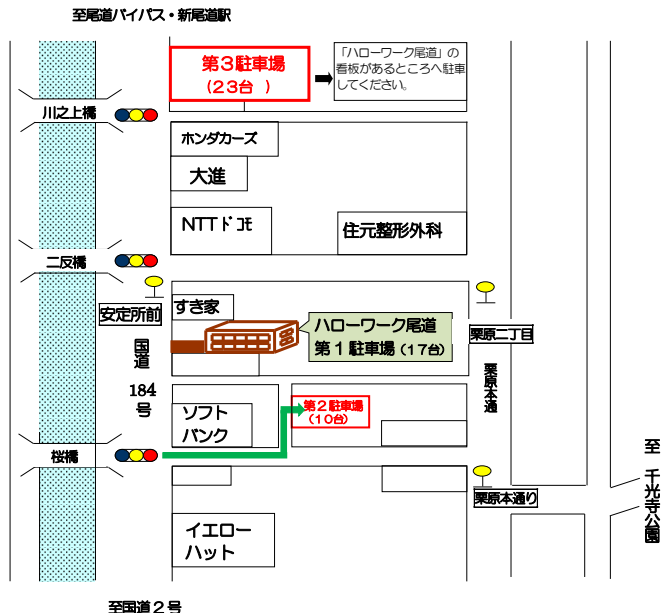 至尾道バイパス・新尾道駅
第3駐車場
(23台 )
「ハローワーク尾道」の
看板があるところへ駐車
してください。
川之上橋
ホンダカーズ
大進
NTTドコモ
住元整形外科
二反橋
安定所前
すき家
ハローワーク尾道
第1駐車場(17台)
栗原二丁目
国道
184
号
栗原本通
ソフト
バンク
第2駐車場
(10台)
桜橋
栗原本通り
至 千光寺公園
イエロー
ハット
至国道2号